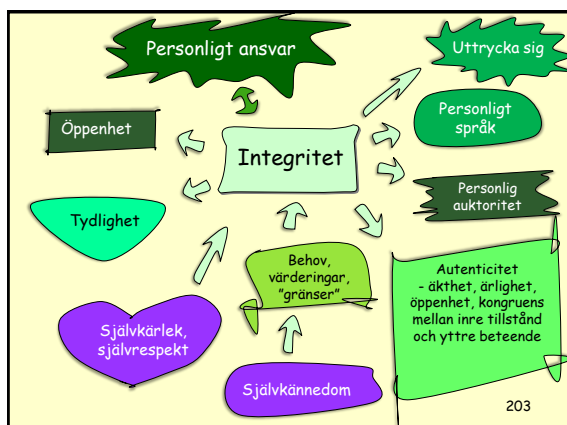 Personligt ansvar
Uttrycka sig
Öppenhet
Personligt
språk
Integritet
Personlig
auktoritet
Tydlighet
Behov,
värderingar,
"gränser"
Autenticitet
- äkthet, ärlighet,
öppenhet, kongruens
mellan inre tillstånd
och yttre beteende
Självkärlek,
självrespekt
Självkännedom
203